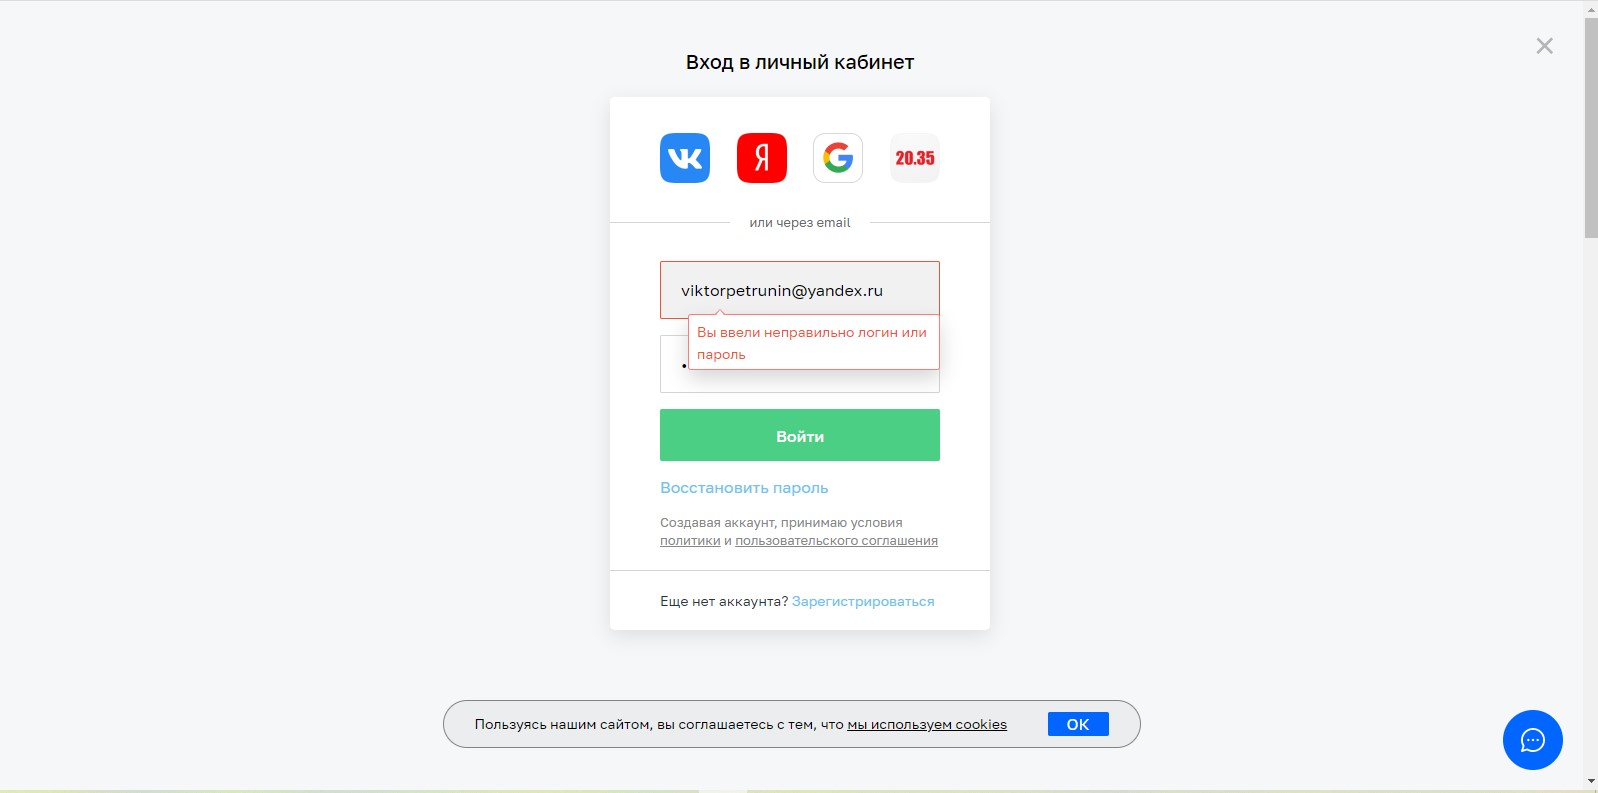 Вход в личный кабинет
Я
G
20.35
или через email
viktorpetrunin@yandex.ru
Вы ввели неправильно логин или
пароль
Войти
Восстановить пароль
Создавая аккаунт, принимаю условия
политики и пользовательского соглашения
Еще нет аккаунта? Зарегистрироваться
Пользуясь нашим сайтом, вы соглашаетесь с тем, что мы используем cookies
OK